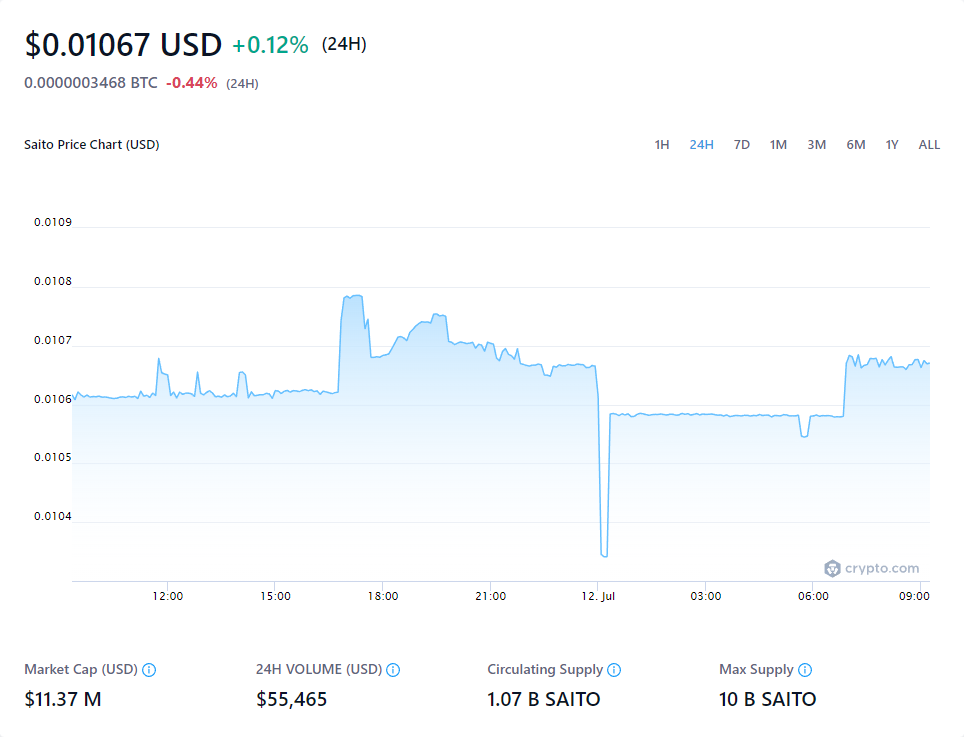 $0.01067 USD +0.12% (24H)
0.0000003468 BTC -0.44% (24H)
Saito Price Chart (USD) 1H 24H 7D 1M 3M 6M 1Y ALL
0.0109
0.0108
0.0107
0.0106
0.0105
0.0104
crypto.com
12:00 15:00 18:00 21:00 12. Jul 03:00 06:00 09:00
Market Cap (USD) 24H VOLUME (USD) Circulating Supply Max Supply
$11.37 M $55,465 1.07 B SAITO 10 B SAITO